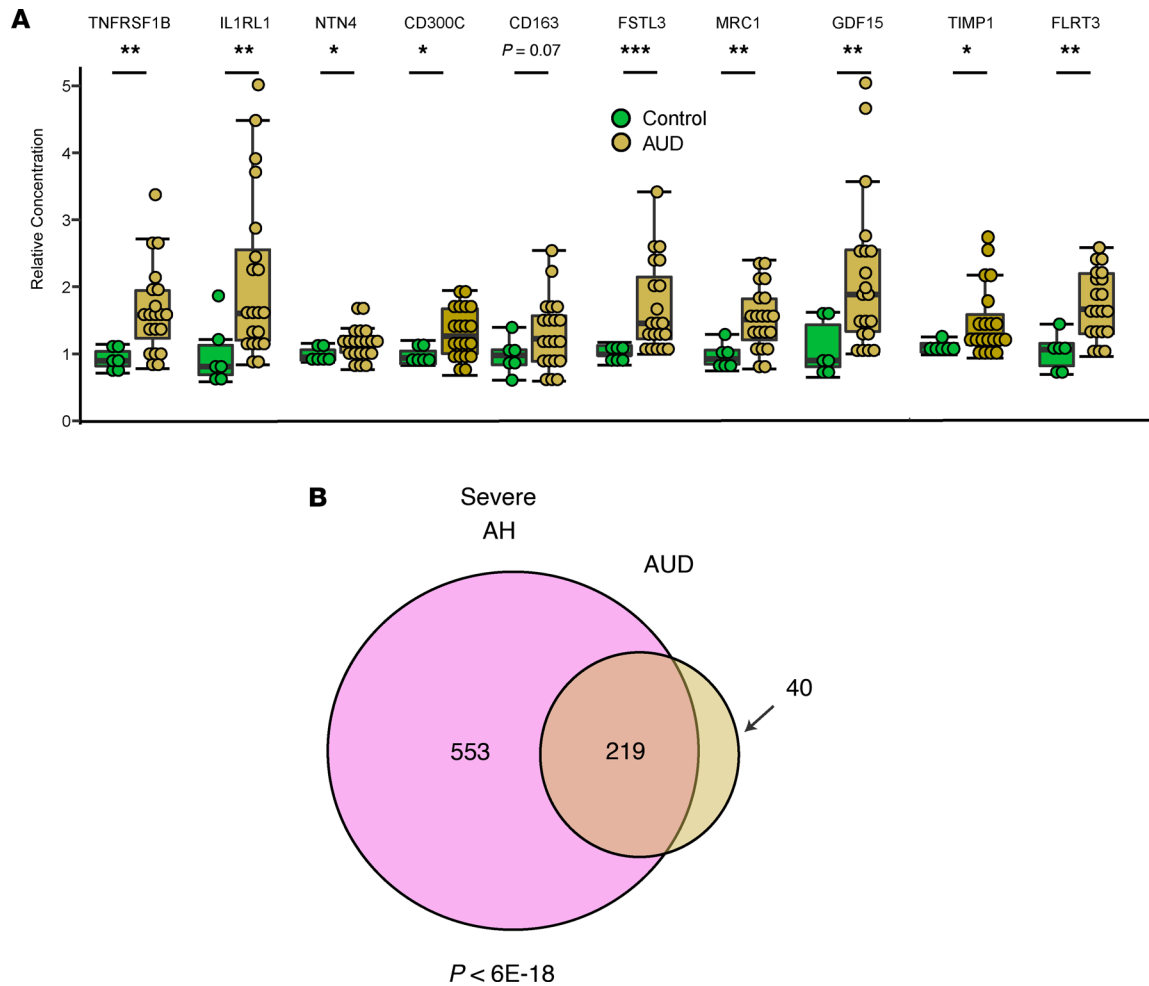 A
TNFRSF1B IL1RL1 NTN4 CD300C CD163 FSTL3 MRC1 GDF15 TIMP1 FLRT3
** ** * * P = 0.07 *** ** ** * **
Relative Concentration
5
4
3
2
1
0
Control
AUD
B
Severe
AH
AUD
40
553 219
P < 6E-18